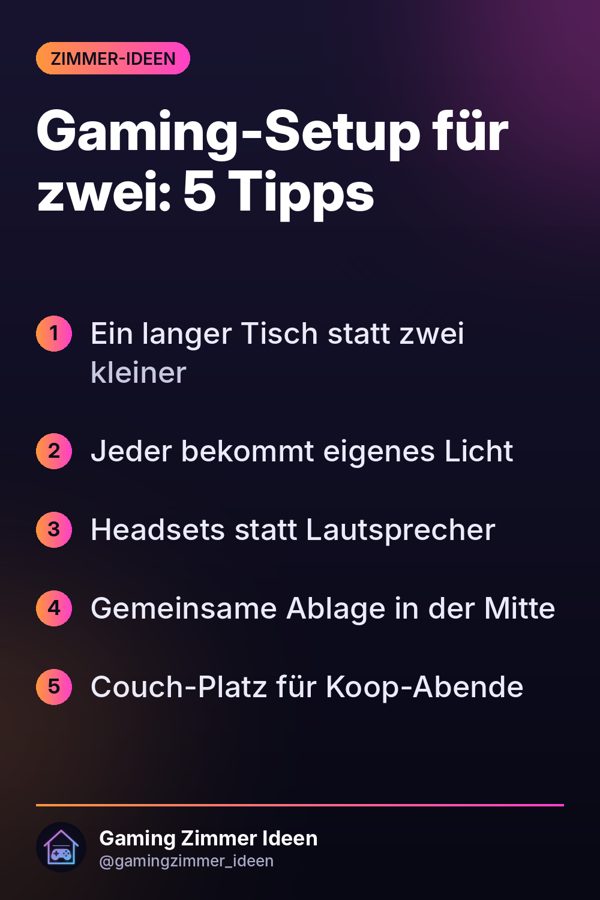 ZIMMER-IDEEN
Gaming-Setup für
zwei: 5 Tipps
1 Ein langer Tisch statt zwei
kleiner
2 Jeder bekommt eigenes Licht
3 Headsets statt Lautsprecher
4 Gemeinsame Ablage in der Mitte
5 Couch-Platz für Koop-Abende
Gaming Zimmer Ideen
@gamingzimmer_ideen